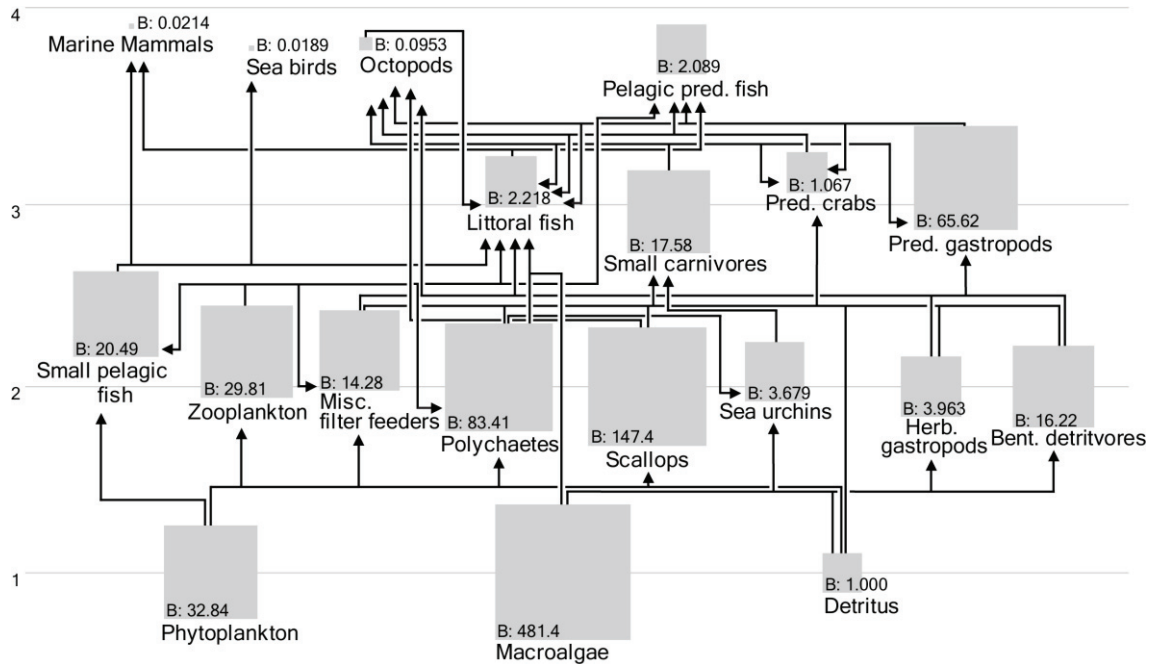 4
B: 0.0214
Marine Mammals
B: 0.0189
Sea birds
B: 0.0953
Octopods
B: 2.089
Pelagic pred. fish
3
B: 2.218
Littoral fish
B: 17.58
Small carnivores
B: 1.067
Pred. crabs
B: 65.62
Pred. gastropods
2
B: 20.49
Small pelagic
fish
B: 29.81
Zooplankton
B: 14.28
Misc.
filter feeders
B: 83.41
Polychaetes
B: 147.4
Scallops
B: 3.679
Sea urchins
B: 3.963
Herb.
gastropods
B: 16.22
Bent. detritvores
1
B: 32.84
Phytoplankton
B: 481.4
Macroalgae
B: 1.000
Detritus